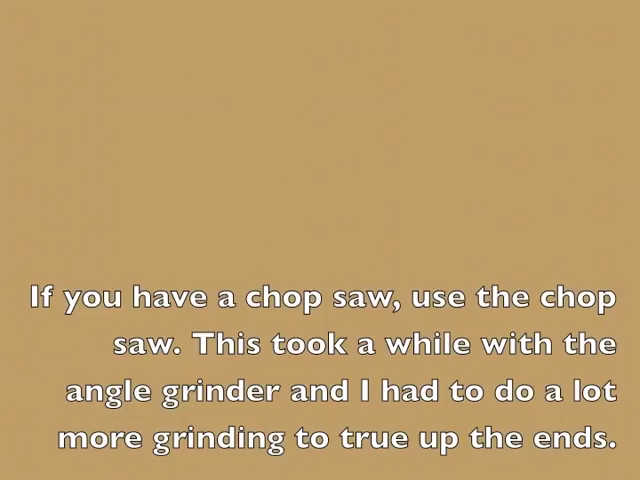 If you have a chop saw, use the chop
saw. This took a while with the
angle grinder and I had to do a lot
more grinding to true up the ends.